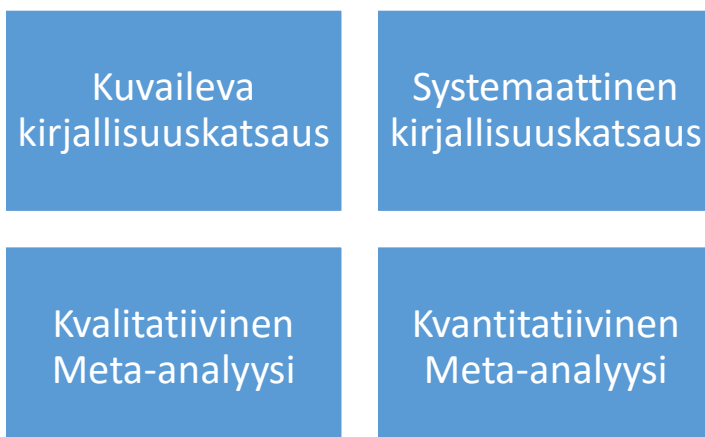 Kuvaileva
kirjallisuuskatsaus
Systemaattinen
kirjallisuuskatsaus
Kvalitatiivinen
Meta-analyysi
Kvantitatiivinen
Meta-analyysi